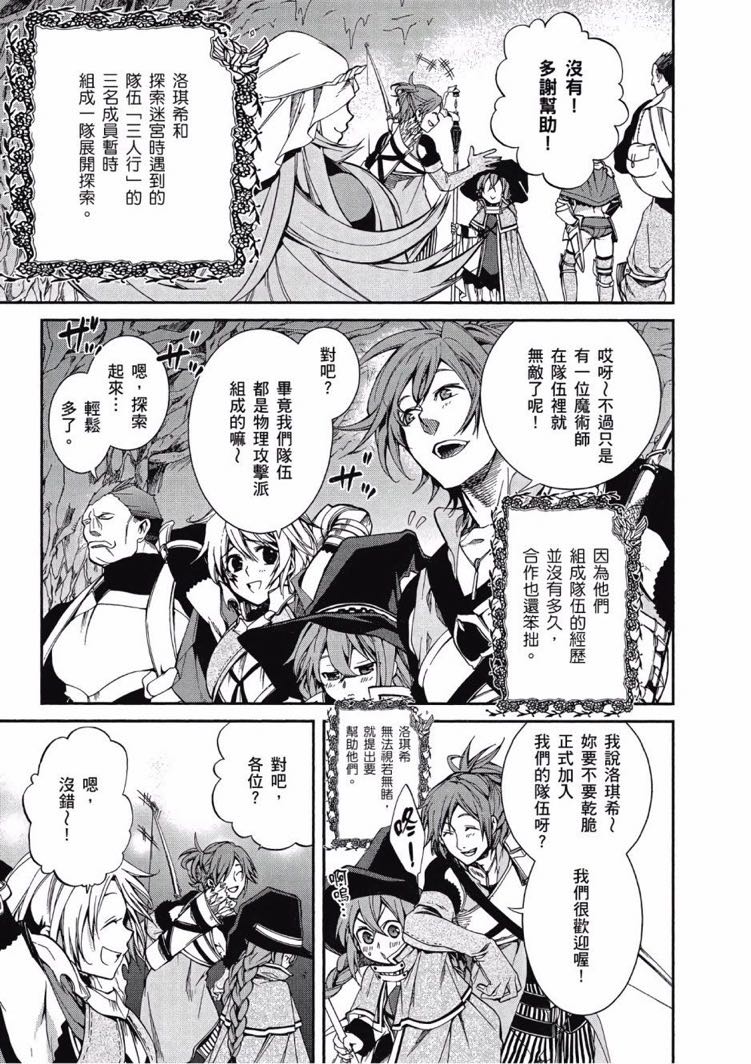 沒有！
多謝幫助！
洛琪希和
探索迷宮時遇到的
隊伍「三人行」的
三名成員暫時
組成一隊展開探索。
哎呀～不過只是
有一位魔術師
在隊伍裡就
無敵了呢！
對吧？
畢竟我們隊伍
都是物理攻擊派
組成的嘛～
嗯，探索
起來…
輕鬆
多了。
因為他們
組成隊伍的經歷
並沒有多久，
合作也還笨拙。
我說洛琪希～
妳要不要乾脆
正式加入
我們的隊伍呀？
我們很歡迎喔！
洛琪希
無法視若無睹，
就提出要
幫助他們。
咚！
啊嗚…
對吧，
各位？
嗯，
沒錯～！